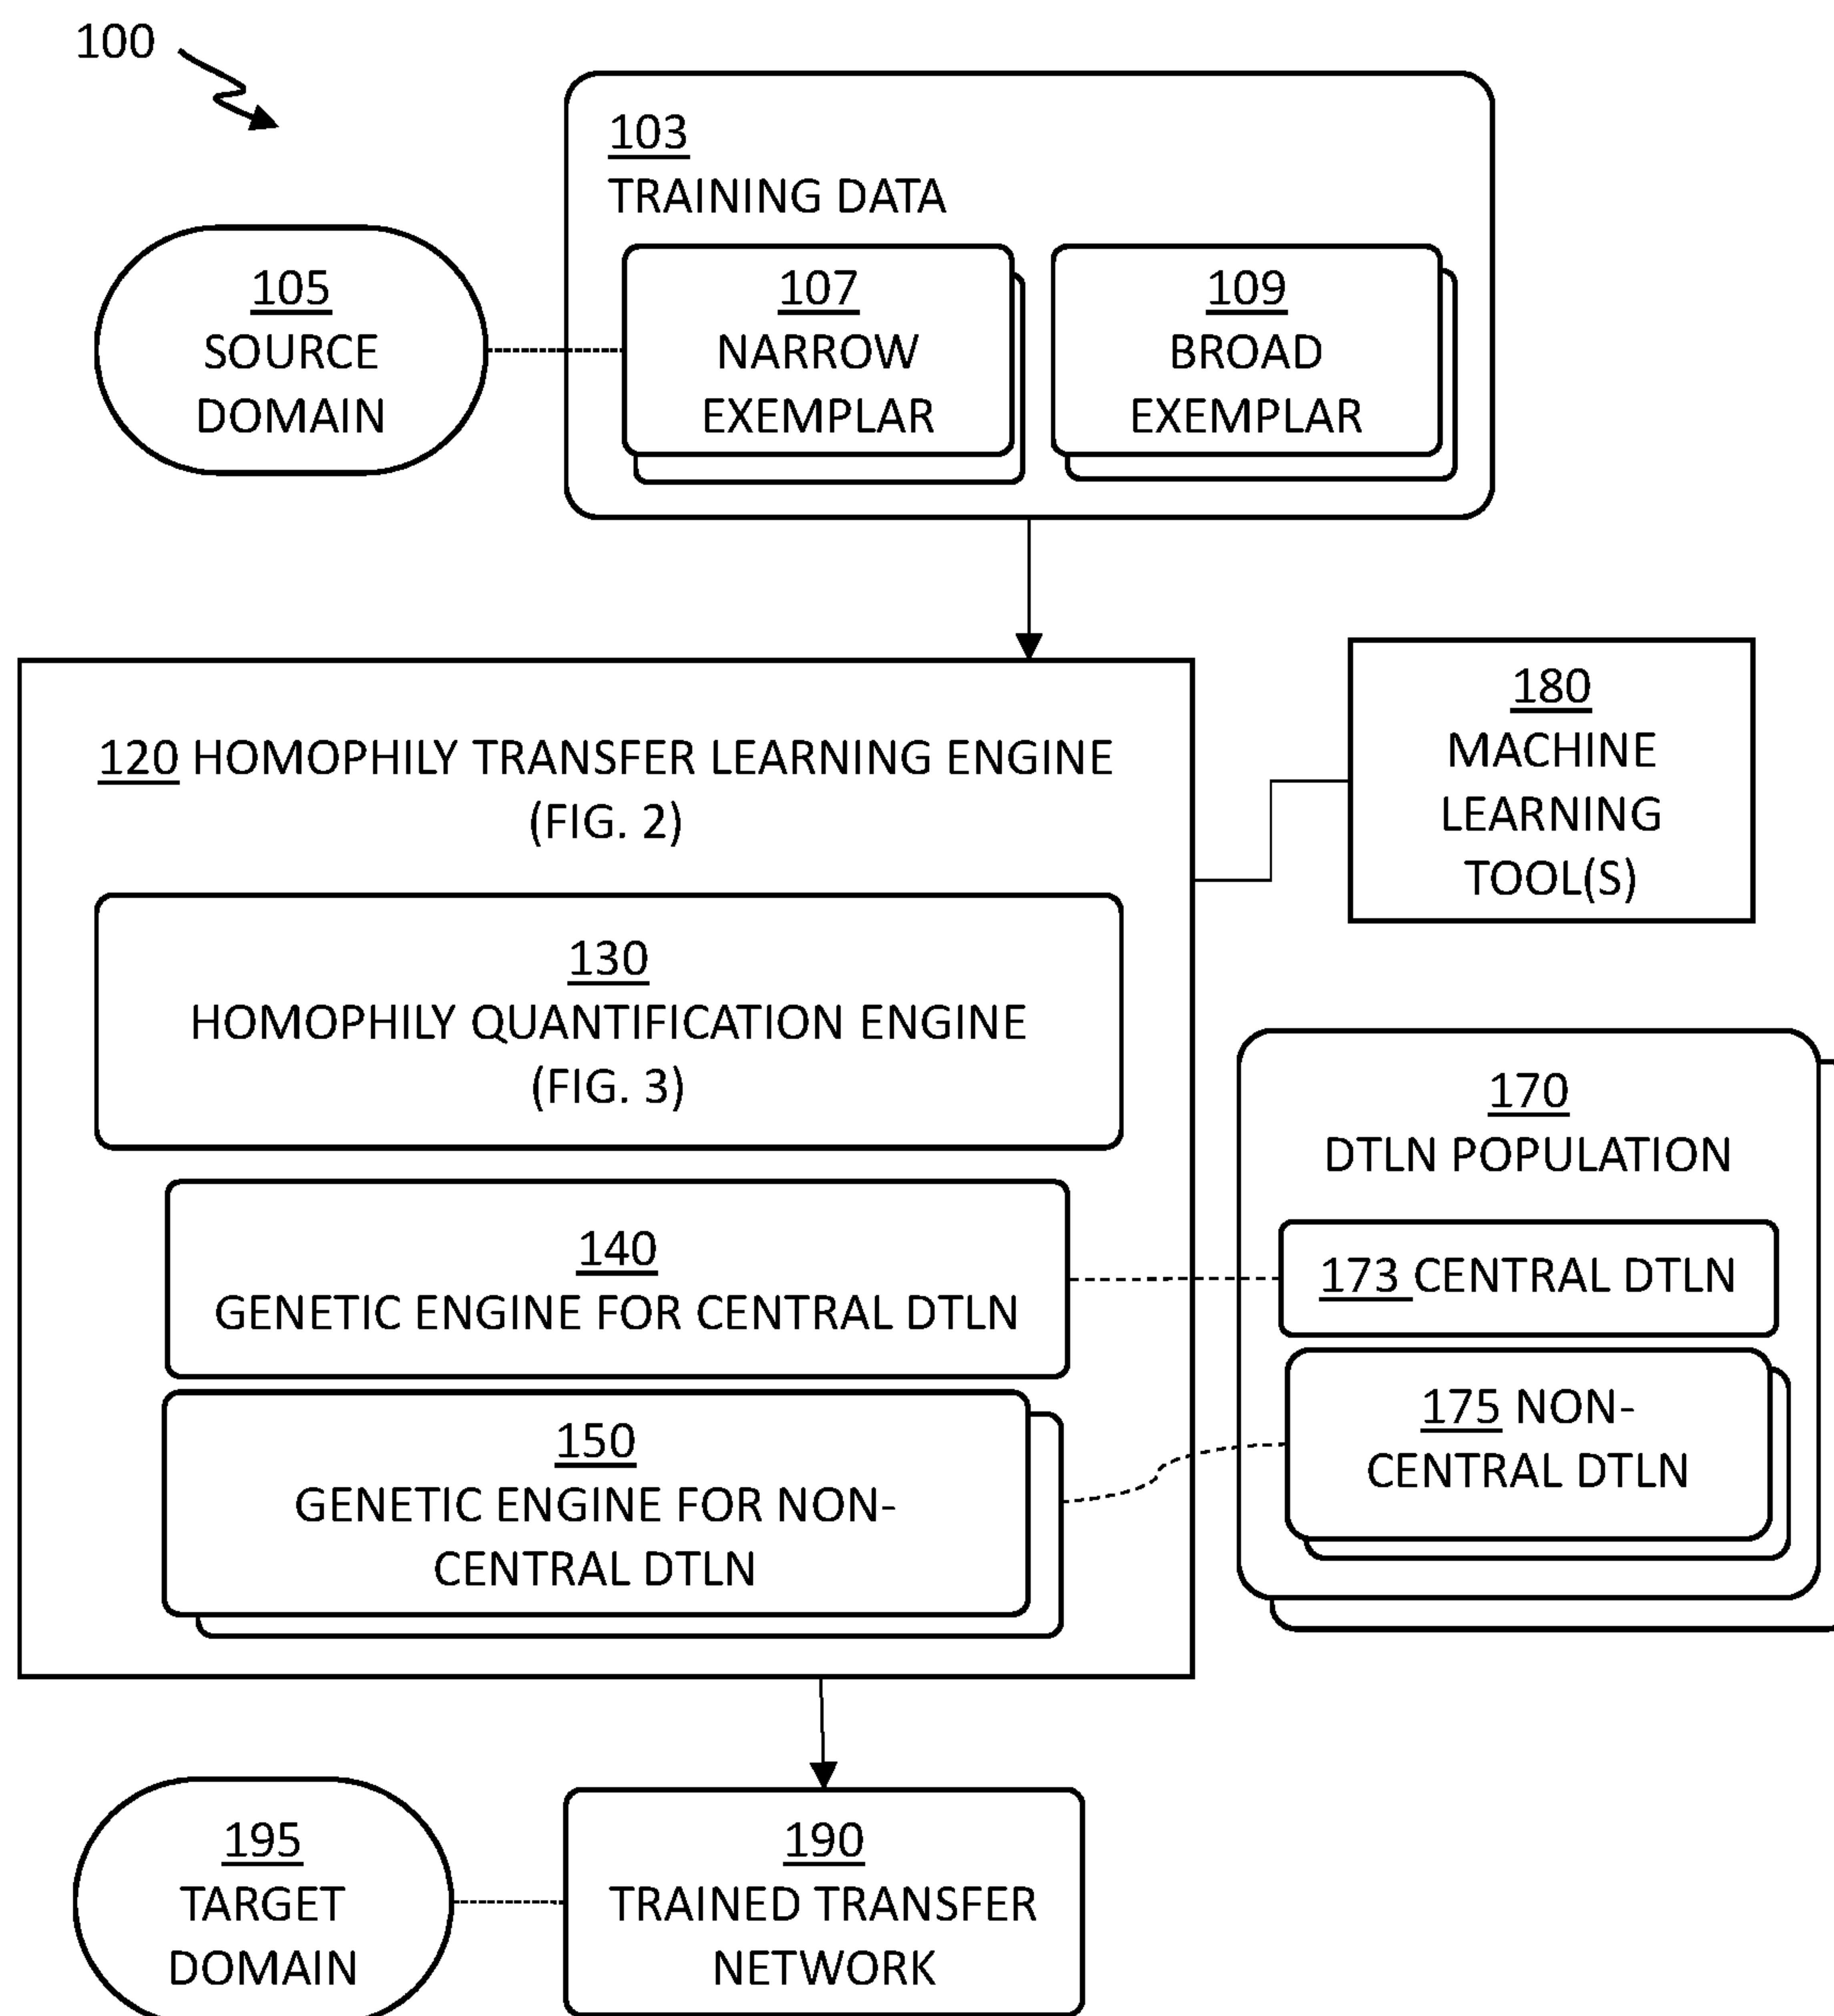 100
103
TRAINING DATA
105
SOURCE
DOMAIN
107
NARROW
EXEMPLAR
109
BROAD
EXEMPLAR
120 HOMOPHILY TRANSFER LEARNING ENGINE
(FIG. 2)
180
MACHINE
LEARNING
TOOL(S)
130
HOMOPHILY QUANTIFICATION ENGINE
(FIG. 3)
170
DTLN POPULATION
140
GENETIC ENGINE FOR CENTRAL DTLN
173 CENTRAL DTLN
150
GENETIC ENGINE FOR NON-
CENTRAL DTLN
175 NON-
CENTRAL DTLN
195
TARGET
DOMAIN
190
TRAINED TRANSFER
NETWORK